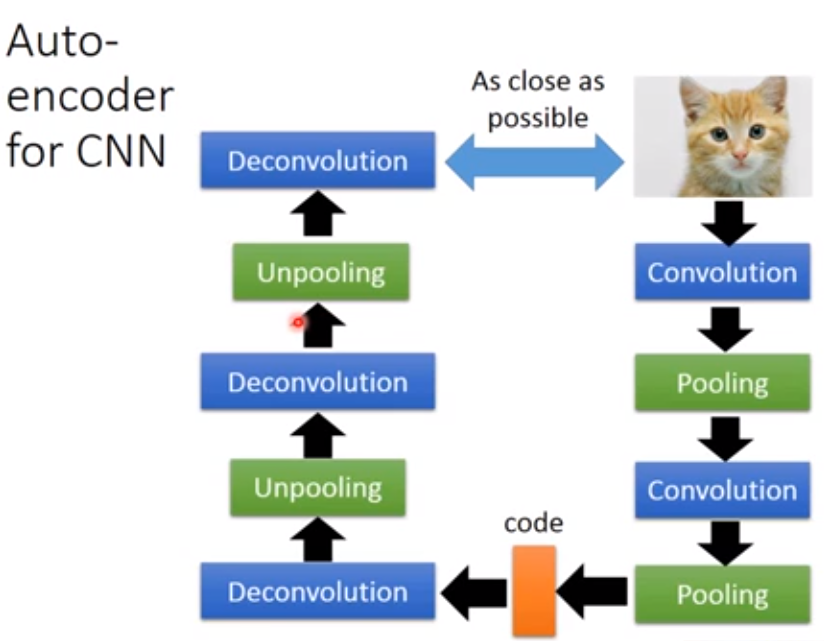 Auto-
encoder
for CNN
As close as
possible
Deconvolution
Unpooling
Deconvolution
Unpooling
Deconvolution
code
Convolution
Pooling
Convolution
Pooling